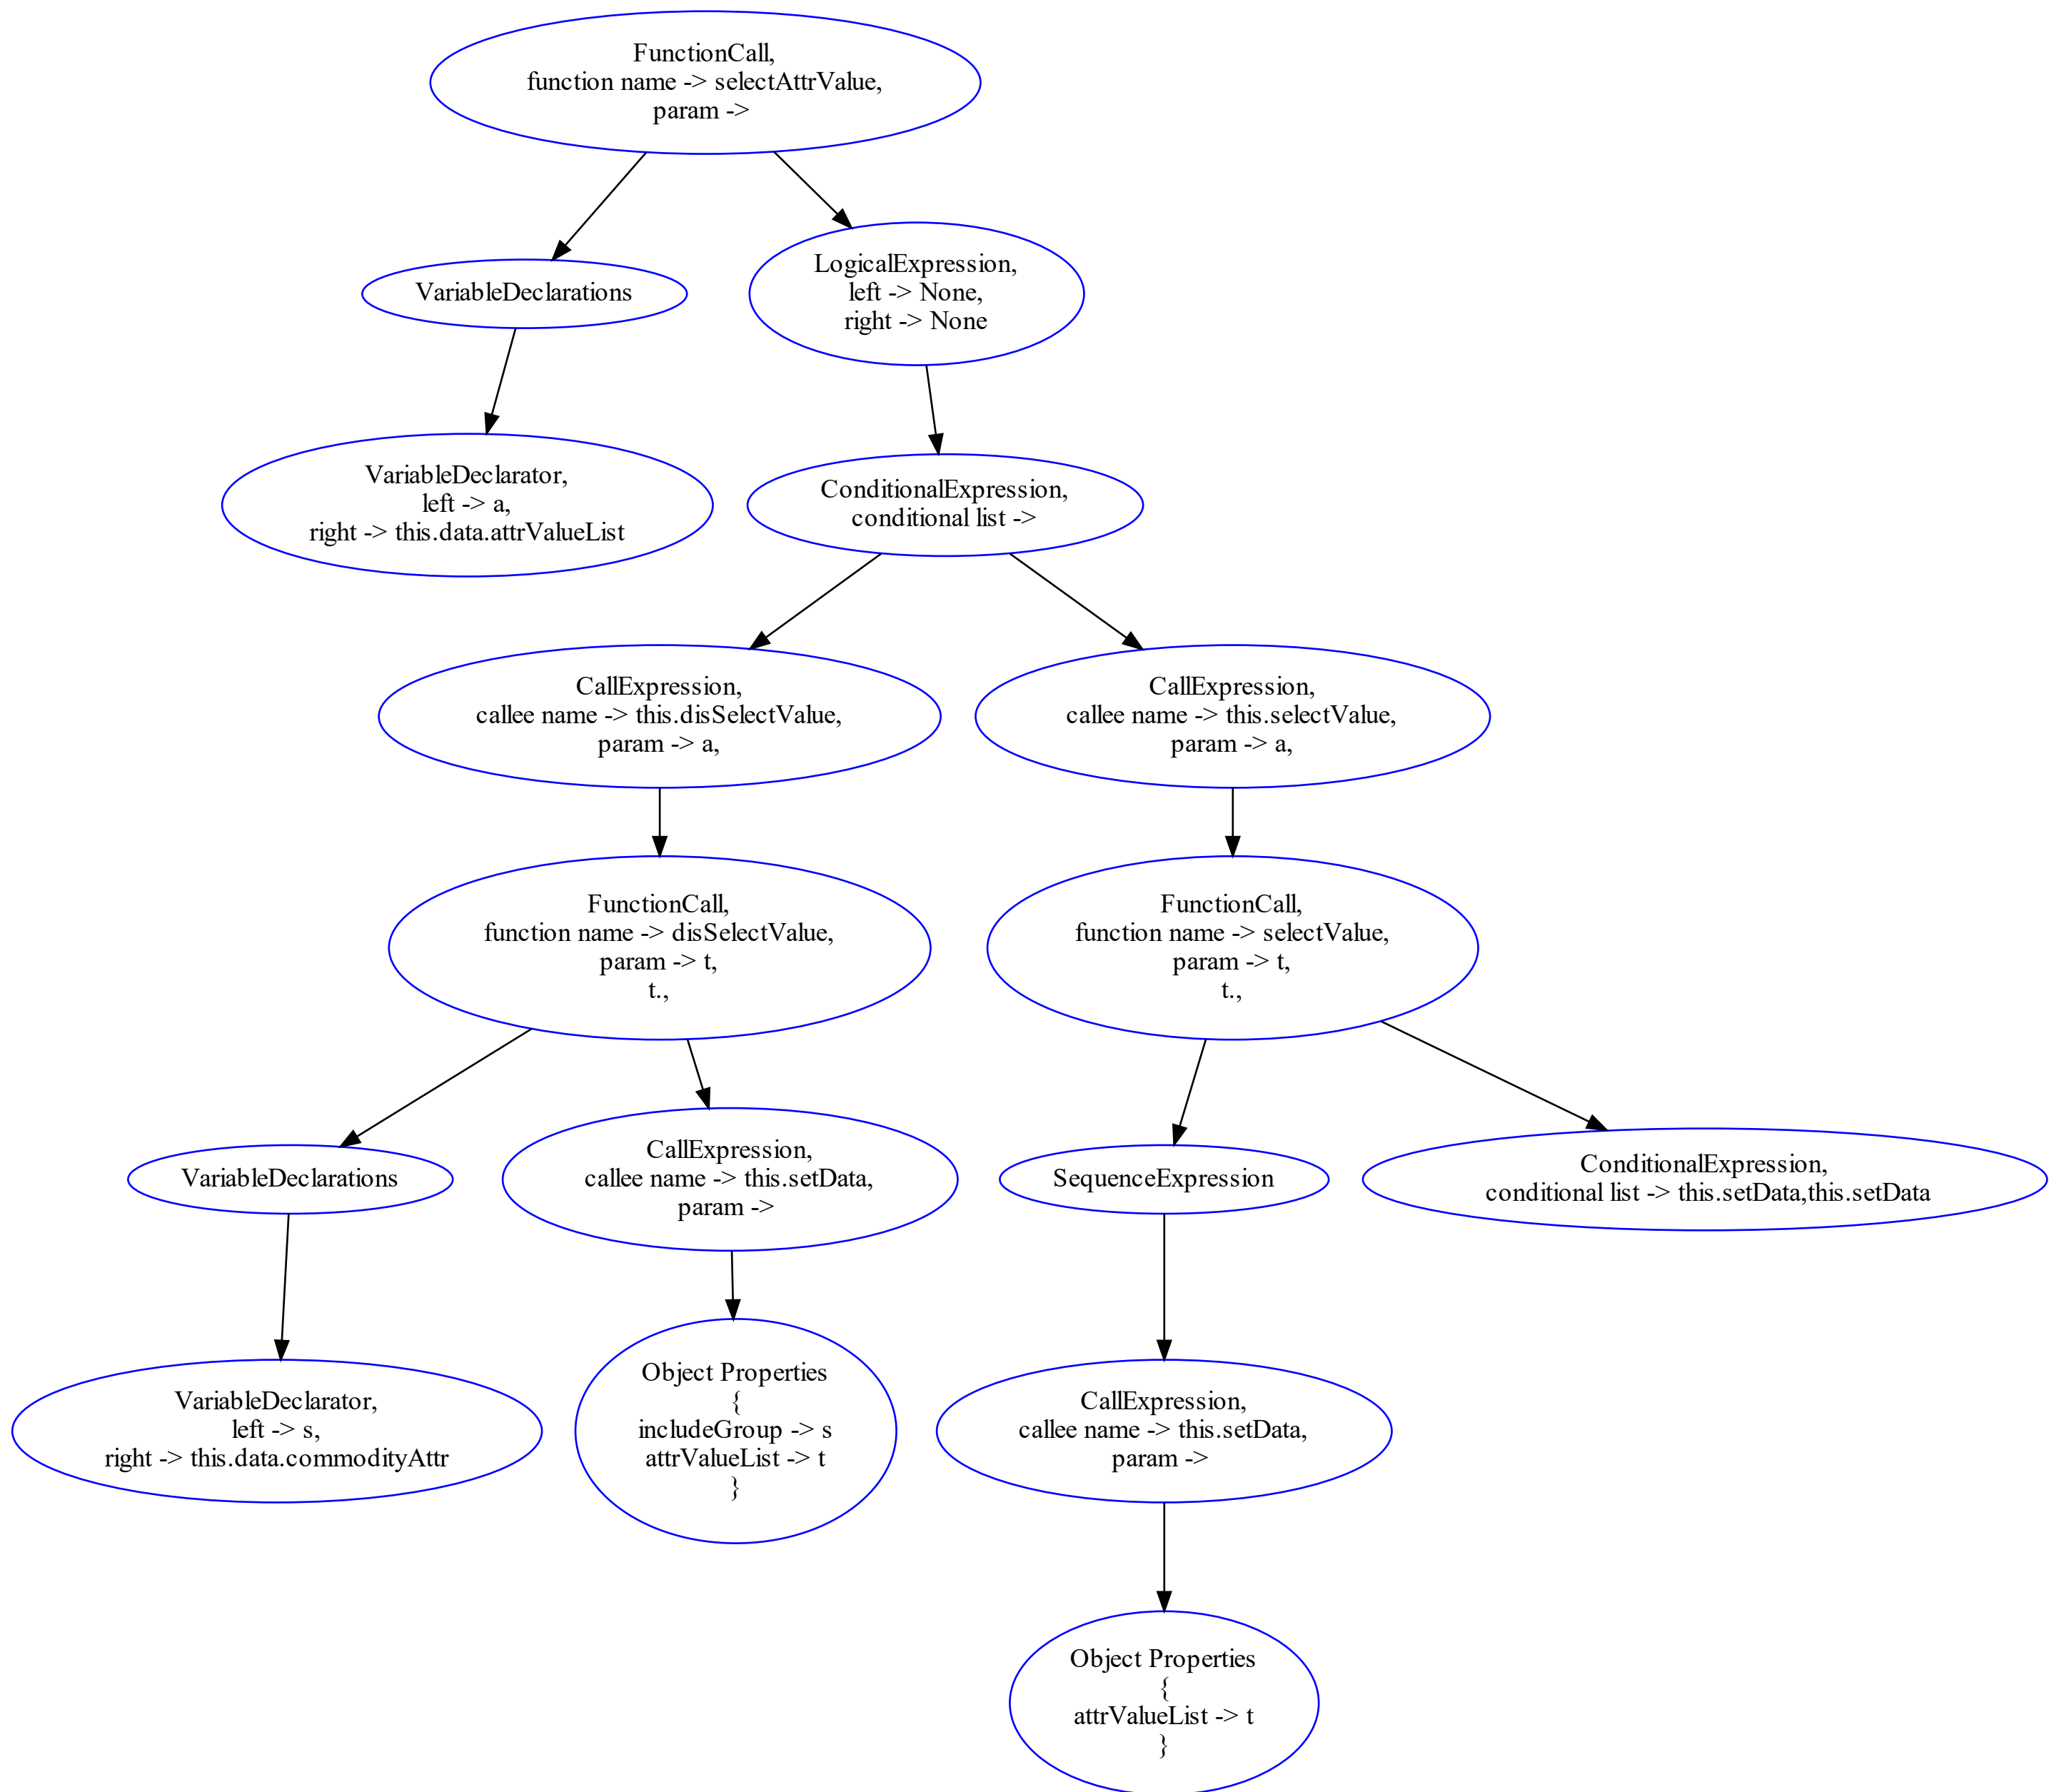 FunctionCall,
function name -> selectAttrValue,
param ->
VariableDeclarations
LogicalExpression,
left -> None,
right -> None
VariableDeclarator,
left -> a,
right -> this.data.attrValueList
ConditionalExpression,
conditional list ->
CallExpression,
callee name -> this.disSelectValue,
param -> a,
CallExpression,
callee name -> this.selectValue,
param -> a,
FunctionCall,
function name -> disSelectValue,
param -> t,
t.,
FunctionCall,
function name -> selectValue,
param -> t,
t.,
VariableDeclarations
CallExpression,
callee name -> this.setData,
param ->
SequenceExpression
ConditionalExpression,
conditional list -> this.setData,this.setData
VariableDeclarator,
left -> s,
right -> this.data.commodityAttr
Object Properties
{
includeGroup -> s
attrValueList -> t
}
CallExpression,
callee name -> this.setData,
param ->
Object Properties
{
attrValueList -> t
}